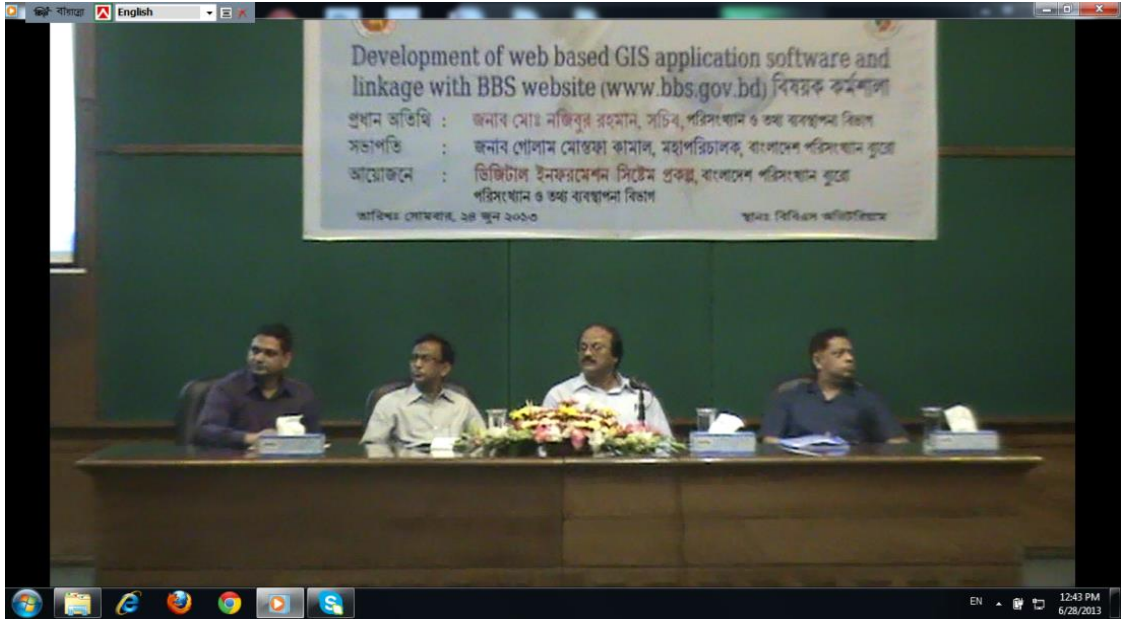 বায়ান্নো English
Development of web based GIS application software and
linkage with BBS website (www.bbs.gov.bd) বিষয়ক কর্মশালা
প্রধান অতিথি : জনাব মোঃ নজিবুর রহমান, সচিব, পরিসংখ্যান ও তথ্য ব্যবস্থাপনা বিভাগ
সভাপতি : জনাব গোলাম মোস্তফা কামাল, মহাপরিচালক, বাংলাদেশ পরিসংখ্যান ব্যুরো
আয়োজনে : ডিজিটাল ইনফরমেশন সিষ্টেম প্রকল্প, বাংলাদেশ পরিসংখ্যান ব্যুরো
পরিসংখ্যান ও তথ্য ব্যবস্থাপনা বিভাগ
তারিখঃ সোমবার, ২৪ জুন ২০১৩ স্থানঃ বিবিএস অডিটরিয়াম
EN 12:43 PM
6/28/2013